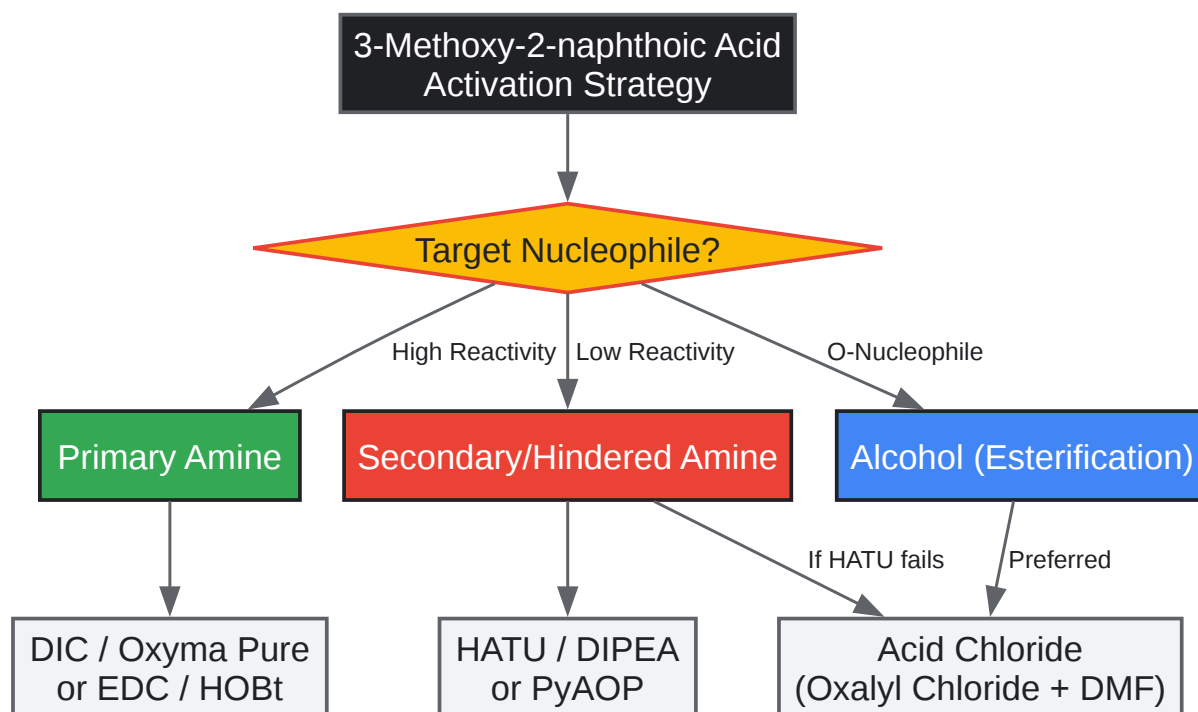 3-Methoxy-2-naphthoic Acid
Activation Strategy
Target Nucleophile?
High Reactivity
Low Reactivity
O-Nucleophile
Primary Amine
Secondary/Hindered Amine
Alcohol (Esterification)
If HATU fails
Preferred
DIC / Oxyma Pure
or EDC / HOBt
HATU / DIPEA
or PyAOP
Acid Chloride
(Oxalyl Chloride + DMF)